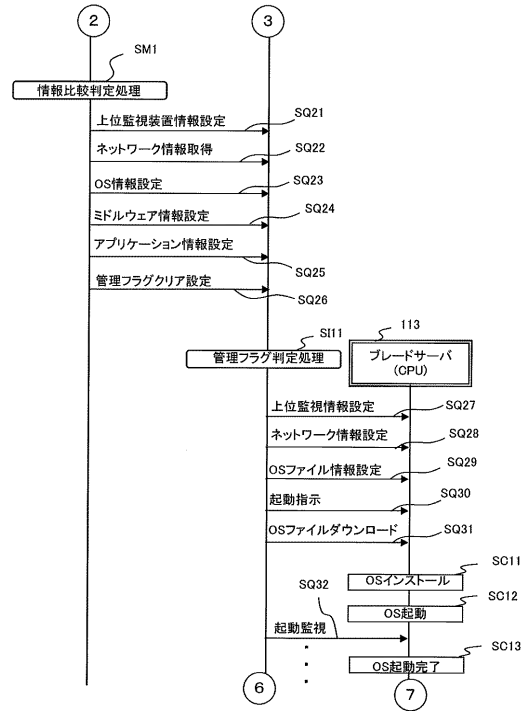 2
3
SM1
情報比較判定処理
上位監視装置情報設定
SQ21
ネットワーク情報取得
SQ22
OS情報設定
SQ23
ミドルウェア情報設定
SQ24
アプリケーション情報設定
SQ25
管理フラグクリア設定
SQ26
SI11
管理フラグ判定処理
113
ブレードサーバ
(CPU)
上位監視情報設定
SQ27
ネットワーク情報設定
SQ28
OSファイル情報設定
SQ29
起動指示
SQ30
OSファイルダウンロード
SQ31
SC11
OSインストール
SC12
OS起動
SQ32
起動監視
SC13
OS起動完了
6
7